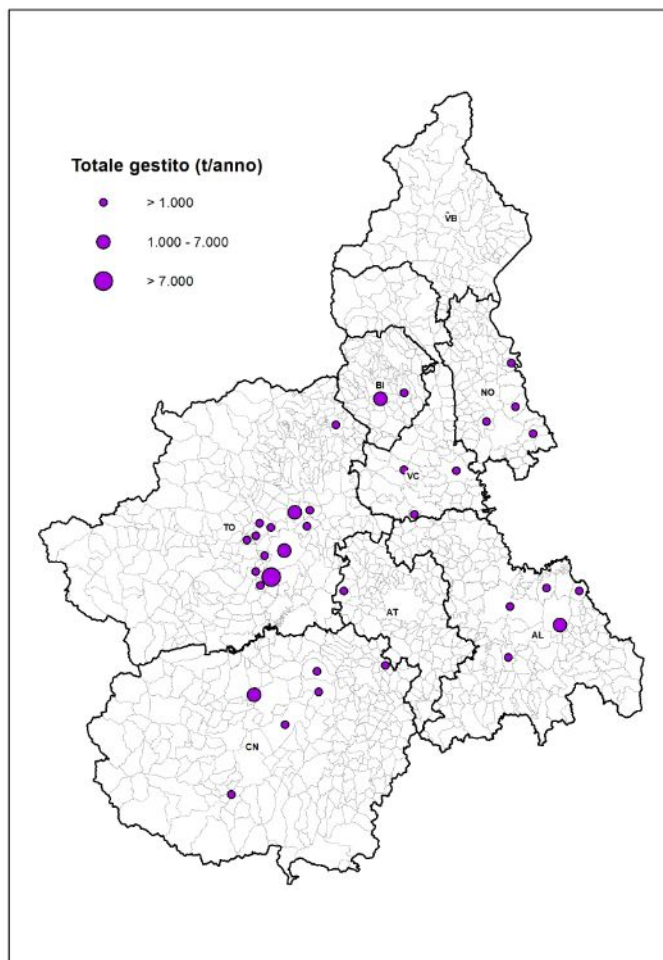 Totale gestito (t/anno)
> 1.000
1.000 - 7.000
> 7.000
VB
BI
NO
VC
TO
AT
AL
CN